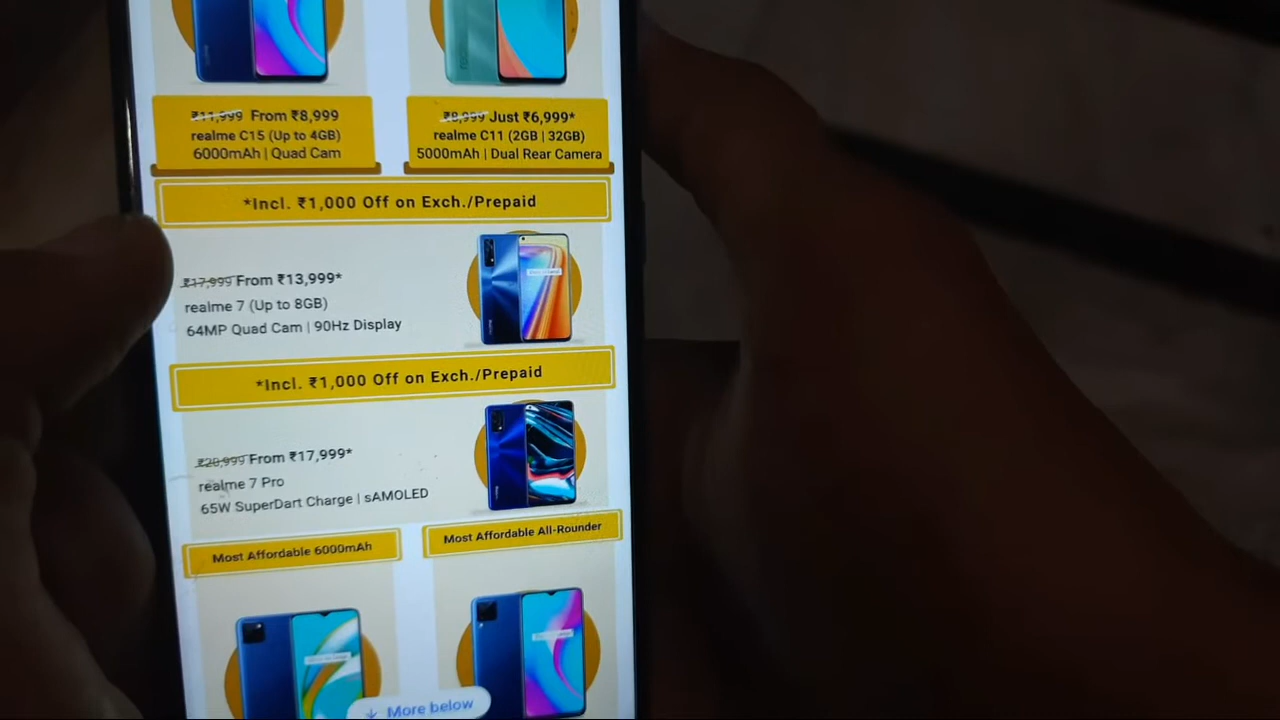 ₹11,999 From ₹8,999
realme C15 (Up to 4GB)
6000mAh | Quad Cam
₹8,999 Just ₹6,999*
realme C11 (2GB | 32GB)
5000mAh | Dual Rear Camera
*Incl. ₹1,000 Off on Exch./Prepaid
₹17,999 From ₹13,999*
realme 7 (Up to 8GB)
64MP Quad Cam | 90Hz Display
*Incl. ₹1,000 Off on Exch./Prepaid
From ₹17,999*
realme 7 Pro
65W SuperDart Charge | sAMOLED
Most Affordable 6000mAh
Most Affordable All-Rounder
↓ More below